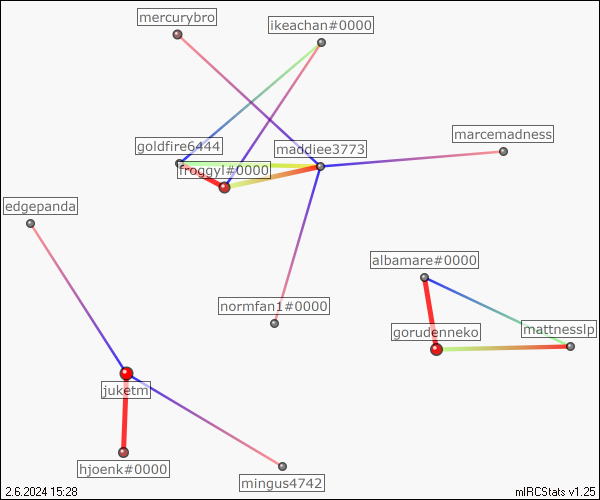 mercurybro
ikeachan#0000
goldfire6444
maddiee3773
marcemadness
froggyl#0000
edgepanda
albamare#0000
normfan1#0000
gorudenneko
mattnesslp
juketm
hjoenk#0000
mingus4742
2.6.2024 15:28
mIRCStats v1.25